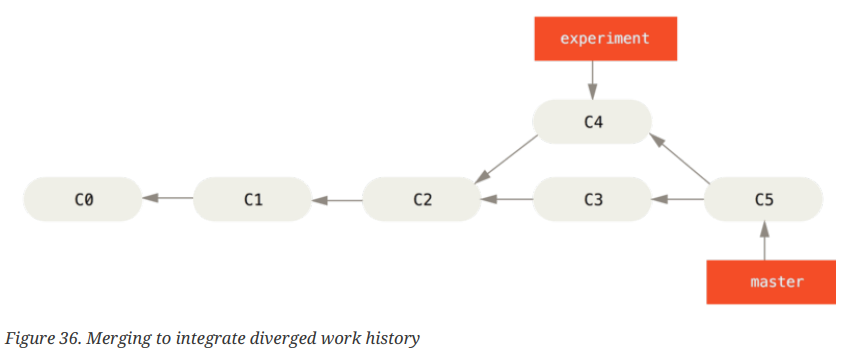 experiment
C4
C0
C1
C2
C3
C5
master
Figure 36. Merging to integrate diverged work history